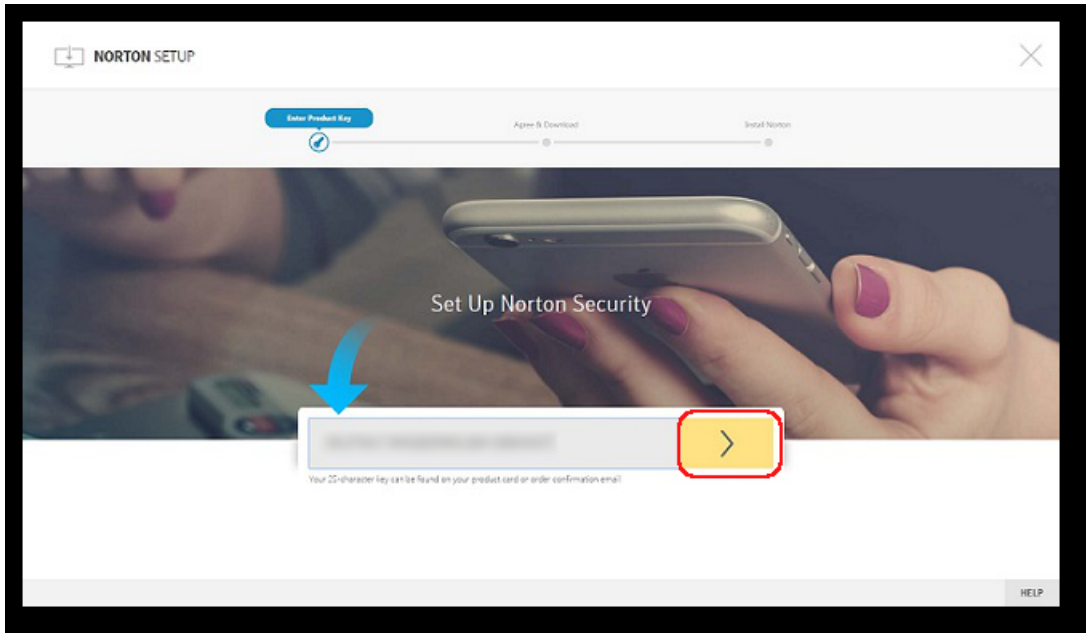 NORTON SETUP
Enter Product Key
Agree & Download
Install Norton
Set Up Norton Security
Your 25-character key can be found on your product card or order confirmation email
HELP